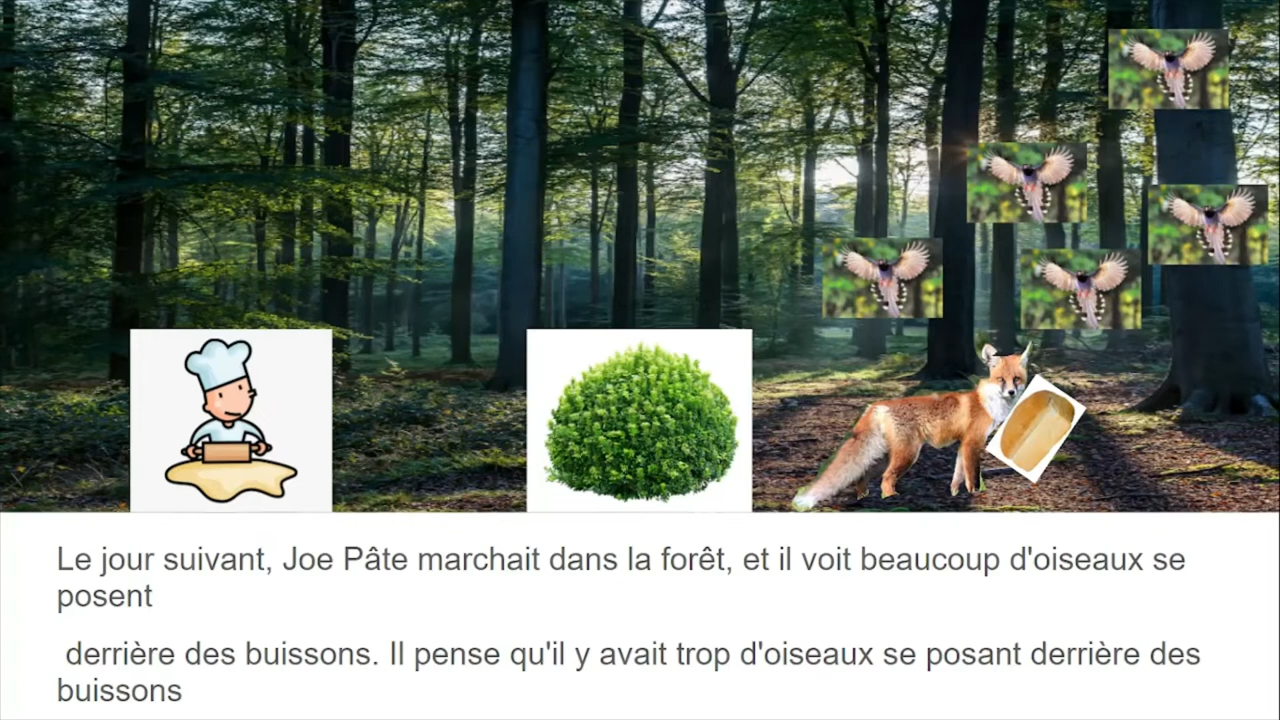 Le jour suivant, Joe Pâte marchait dans la forêt, et il voit beaucoup d'oiseaux se
posent
derrière des buissons. Il pense qu'il y avait trop d'oiseaux se posant derrière des
buissons